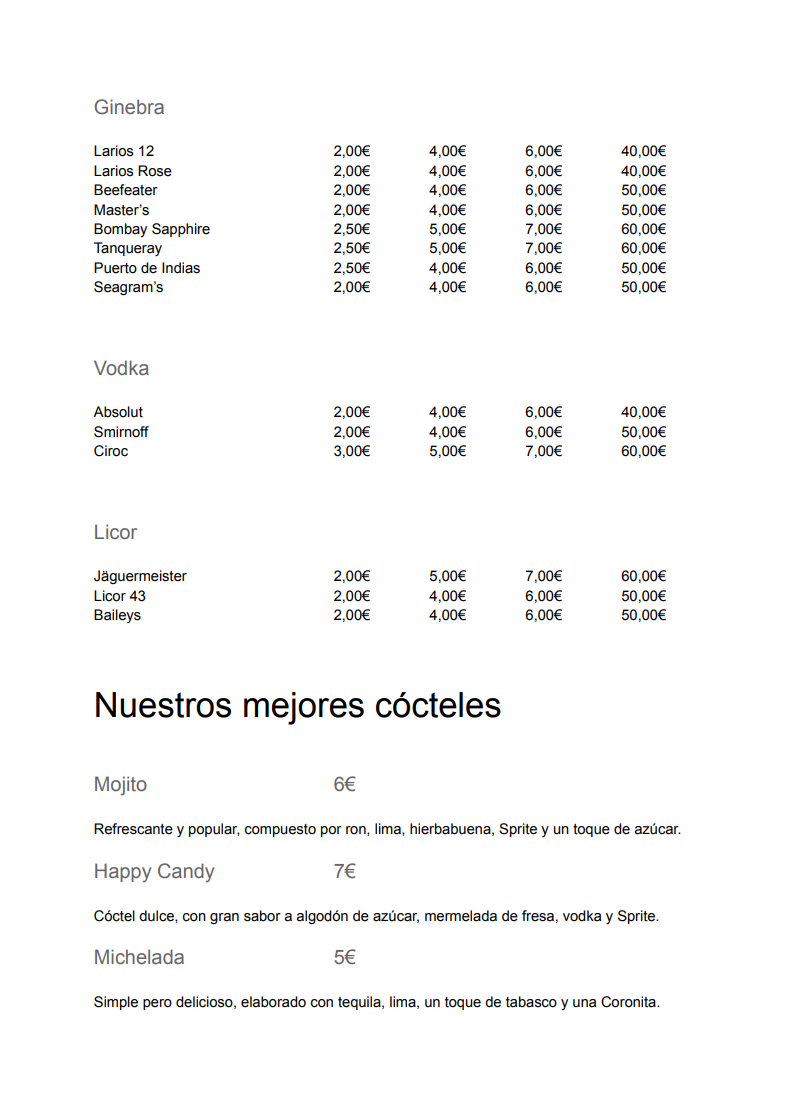 Ginebra
Larios 12 2,00€ 4,00€ 6,00€ 40,00€
Larios Rose 2,00€ 4,00€ 6,00€ 40,00€
Beefeater 2,00€ 4,00€ 6,00€ 50,00€
Master’s 2,00€ 4,00€ 6,00€ 50,00€
Bombay Sapphire 2,50€ 5,00€ 7,00€ 60,00€
Tanqueray 2,50€ 5,00€ 7,00€ 60,00€
Puerto de Indias 2,50€ 4,00€ 6,00€ 50,00€
Seagram’s 2,00€ 4,00€ 6,00€ 50,00€
Vodka
Absolut 2,00€ 4,00€ 6,00€ 40,00€
Smirnoff 2,00€ 4,00€ 6,00€ 50,00€
Ciroc 3,00€ 5,00€ 7,00€ 60,00€
Licor
Jäguermeister 2,00€ 5,00€ 7,00€ 60,00€
Licor 43 2,00€ 4,00€ 6,00€ 50,00€
Baileys 2,00€ 4,00€ 6,00€ 50,00€
Nuestros mejores cócteles
Mojito 6€
Refrescante y popular, compuesto por ron, lima, hierbabuena, Sprite y un toque de azúcar.
Happy Candy 7€
Cóctel dulce, con gran sabor a algodón de azúcar, mermelada de fresa, vodka y Sprite.
Michelada 5€
Simple pero delicioso, elaborado con tequila, lima, un toque de tabasco y una Coronita.